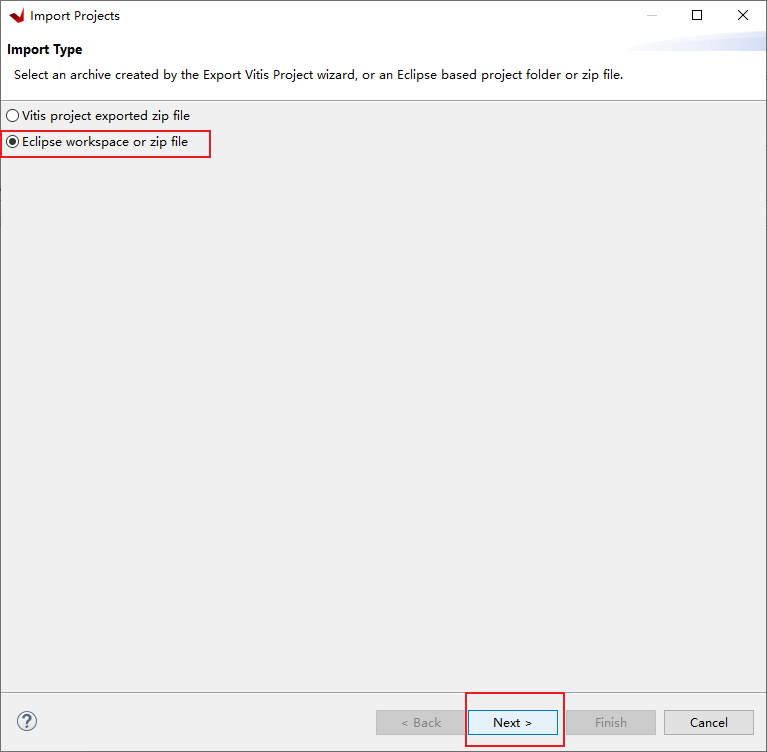 Import Projects
Import Type
Select an archive created by the Export Vitis Project wizard, or an Eclipse based project folder or zip file.
Vitis project exported zip file
Eclipse workspace or zip file
?
< Back
Next >
Finish
Cancel